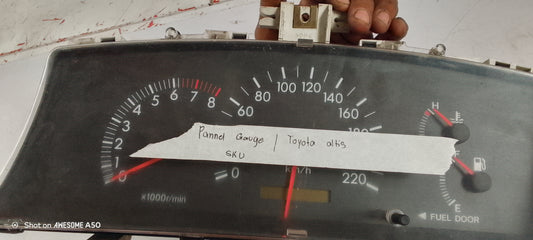 0
1
2
3
4
5
6
7
8
x1000r/min
0
60
80
100
120
140
160
220
km/h
H
E
FUEL DOOR
Pannel Gauge / Toyota altis
SKU
Shot on AWESOME A50